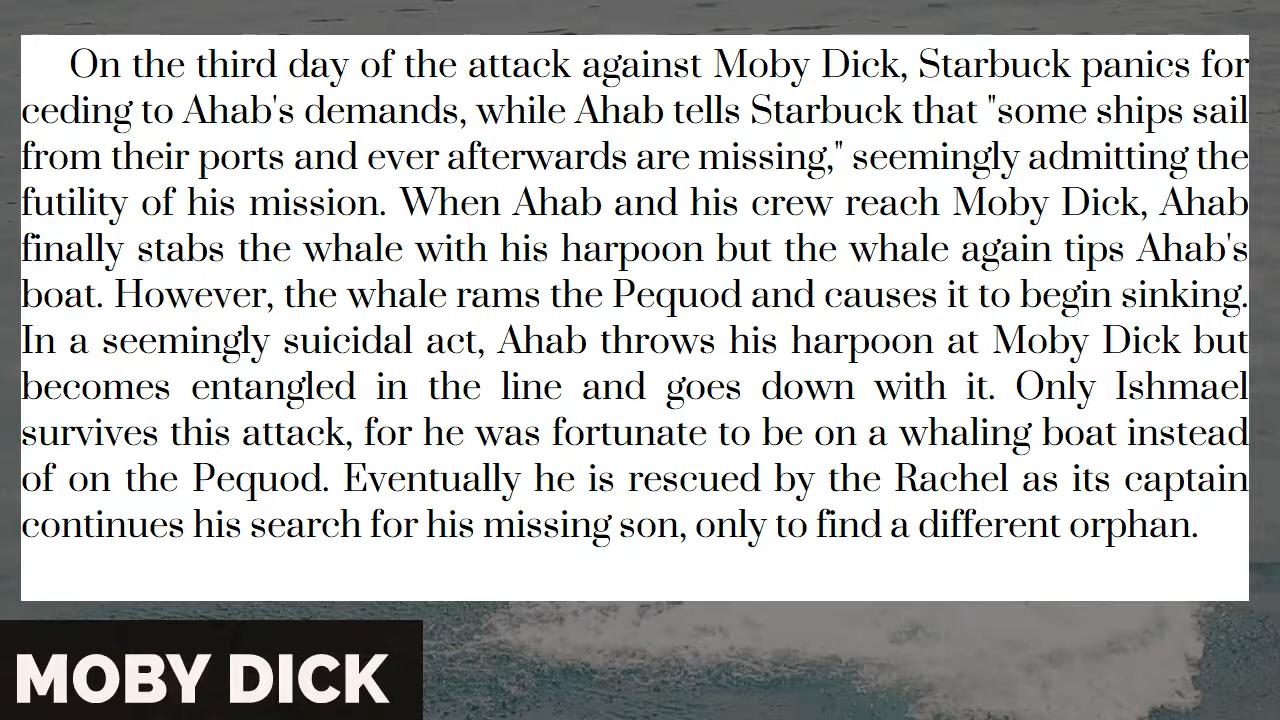 On the third day of the attack against Moby Dick, Starbuck panics for
ceding to Ahab's demands, while Ahab tells Starbuck that "some ships sail
from their ports and ever afterwards are missing," seemingly admitting the
futility of his mission. When Ahab and his crew reach Moby Dick, Ahab
finally stabs the whale with his harpoon but the whale again tips Ahab's
boat. However, the whale rams the Pequod and causes it to begin sinking.
In a seemingly suicidal act, Ahab throws his harpoon at Moby Dick but
becomes entangled in the line and goes down with it. Only Ishmael
survives this attack, for he was fortunate to be on a whaling boat instead
of on the Pequod. Eventually he is rescued by the Rachel as its captain
continues his search for his missing son, only to find a different orphan.
MOBY DICK